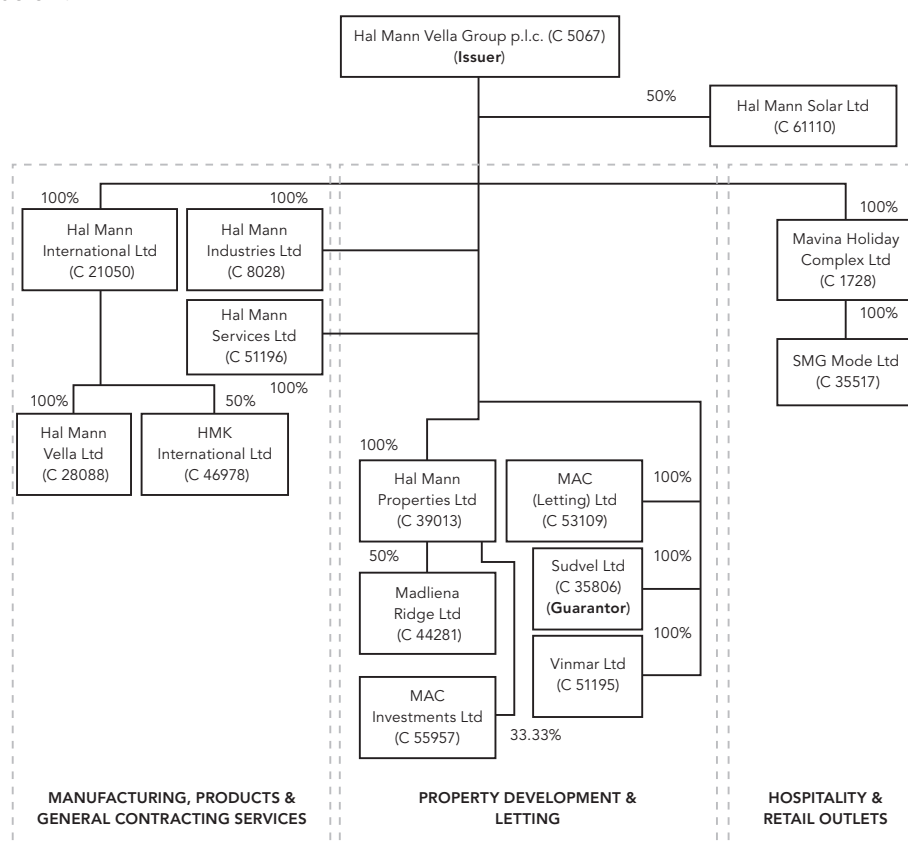 Hal Mann Vella Group p.l.c. (C 5067)
(Issuer)
50%
Hal Mann Solar Ltd
(C 61110)
100%
Hal Mann
International Ltd
(C 21050)
100%
Hal Mann
Industries Ltd
(C 8028)
100%
Mavina Holiday
Complex Ltd
(C 1728)
Hal Mann
Services Ltd
(C 51196)
100%
100%
SMG Mode Ltd
(C 35517)
100%
Hal Mann
Vella Ltd
(C 28088)
50%
HMK
International Ltd
(C 46978)
100%
Hal Mann
Properties Ltd
(C 39013)
MAC
(Letting) Ltd
(C 53109)
100%
50%
Madliena
Ridge Ltd
(C 44281)
Sudvel Ltd
(C 35806)
(Guarantor)
100%
Vinmar Ltd
(C 51195)
100%
MAC
Investments Ltd
(C 55957)
33.33%
MANUFACTURING, PRODUCTS &
GENERAL CONTRACTING SERVICES
PROPERTY DEVELOPMENT &
LETTING
HOSPITALITY &
RETAIL OUTLETS